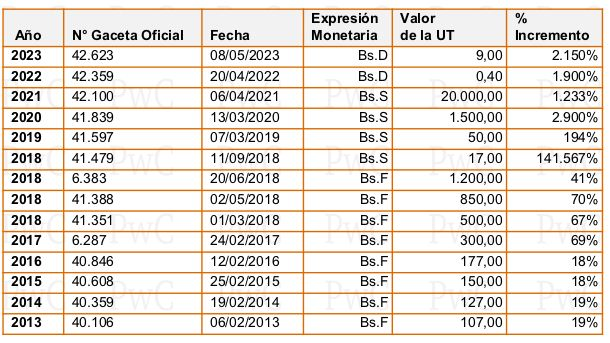 Año N° Gaceta Oficial Fecha Expresión Monetaria Valor de la UT % Incremento
2023 42.623 08/05/2023 Bs.D 9,00 2.150%
2022 42.359 20/04/2022 Bs.D 0,40 1.900%
2021 42.100 06/04/2021 Bs.S 20.000,00 1.233%
2020 41.839 13/03/2020 Bs.S 1.500,00 2.900%
2019 41.597 07/03/2019 Bs.S 50,00 194%
2018 41.479 11/09/2018 Bs.S 17,00 141.567%
2018 6.383 20/06/2018 Bs.F 1.200,00 41%
2018 41.388 02/05/2018 Bs.F 850,00 70%
2018 41.351 01/03/2018 Bs.F 500,00 67%
2017 6.287 24/02/2017 Bs.F 300,00 69%
2016 40.846 12/02/2016 Bs.F 177,00 18%
2015 40.608 25/02/2015 Bs.F 150,00 18%
2014 40.359 19/02/2014 Bs.F 127,00 19%
2013 40.106 06/02/2013 Bs.F 107,00 19%